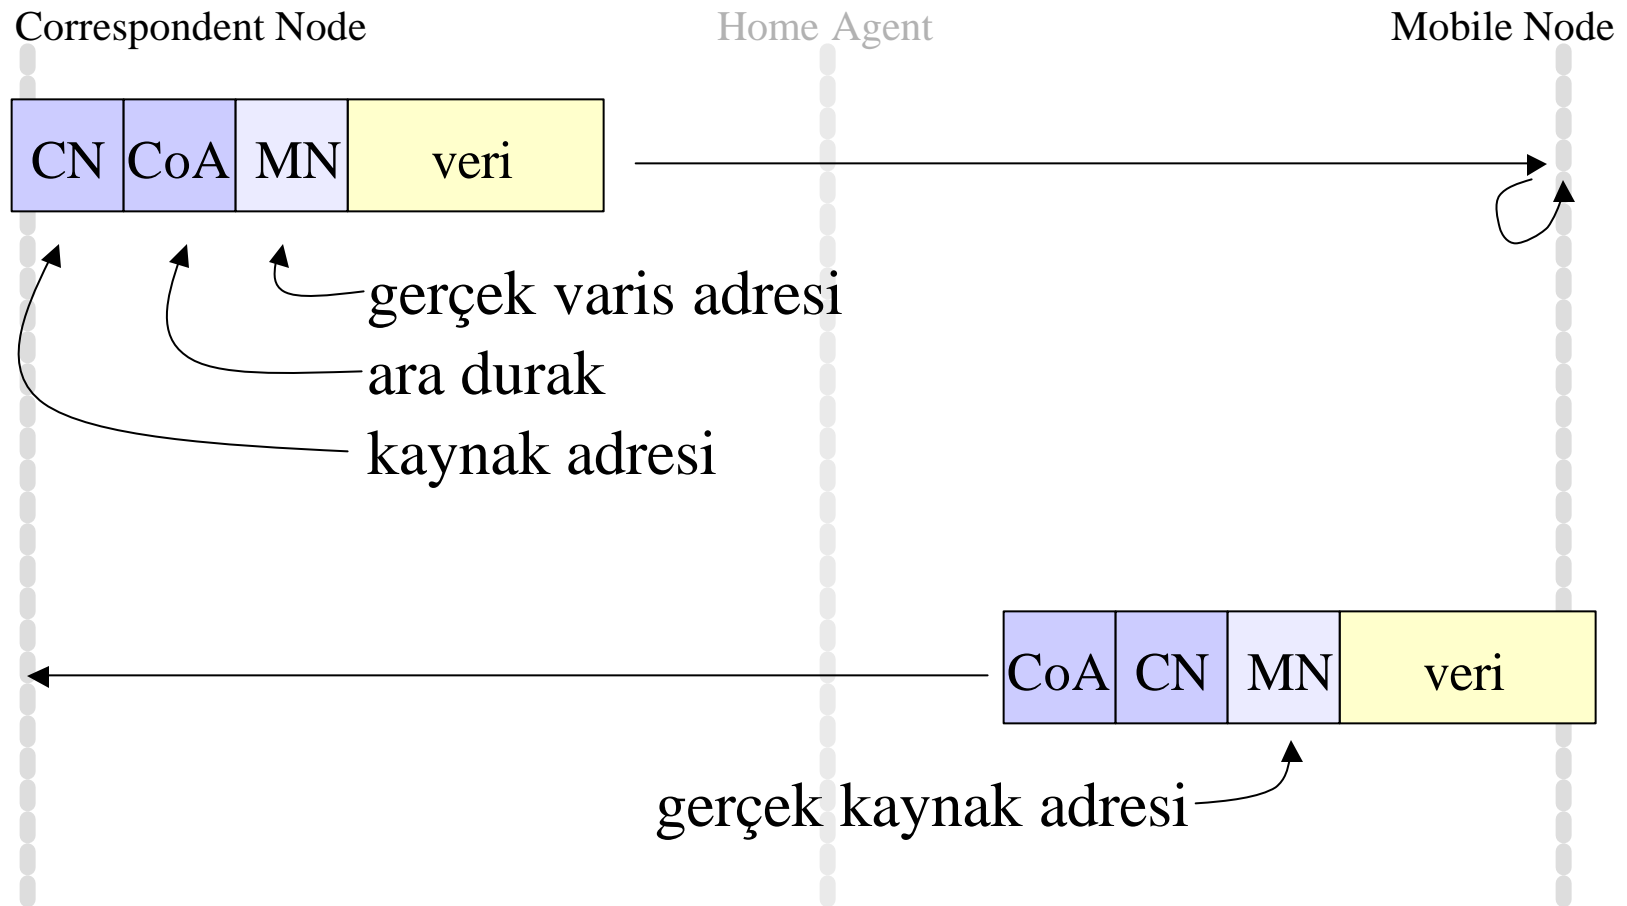 Correspondent Node
Home Agent
Mobile Node
CN CoA MN veri
gerçek varis adresi
ara durak
kaynak adresi
CoA CN MN veri
gerçek kaynak adresi